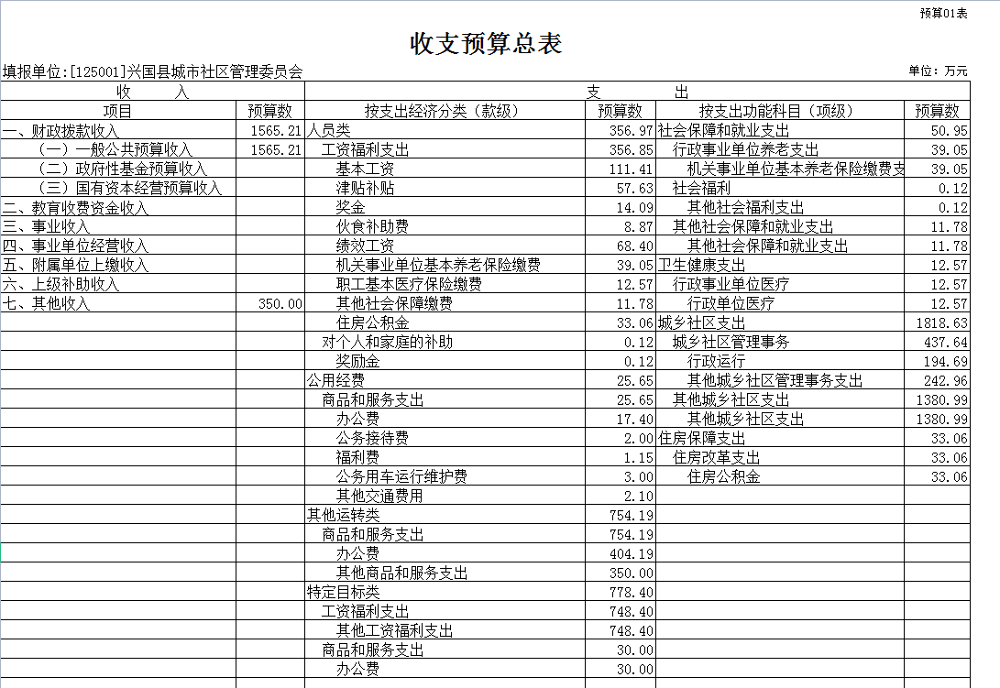 预算01表
收支预算总表
填报单位:[125001]兴国县城市社区管理委员会 单位：万元
收 入 支 出
项目 预算数 按支出经济分类（款级） 预算数 按支出功能科目（项级） 预算数
一、财政拨款收入 1565.21 人员类 356.97 社会保障和就业支出 50.95
（一）一般公共预算收入 1565.21 工资福利支出 356.85 行政事业单位养老支出 39.05
（二）政府性基金预算收入 基本工资 111.41 机关事业单位基本养老保险缴费支 39.05
（三）国有资本经营预算收入 津贴补贴 57.63 社会福利 0.12
二、教育收费资金收入 奖金 14.09 其他社会福利支出 0.12
三、事业收入 伙食补助费 8.87 其他社会保障和就业支出 11.78
四、事业单位经营收入 绩效工资 68.40 其他社会保障和就业支出 11.78
五、附属单位上缴收入 机关事业单位基本养老保险缴费 39.05 卫生健康支出 12.57
六、上级补助收入 职工基本医疗保险缴费 12.57 行政事业单位医疗 12.57
七、其他收入 350.00 其他社会保障缴费 11.78 行政单位医疗 12.57
住房公积金 33.06 城乡社区支出 1818.63
对个人和家庭的补助 0.12 城乡社区管理事务 437.64
奖励金 0.12 行政运行 194.69
公用经费 25.65 其他城乡社区管理事务支出 242.96
商品和服务支出 25.65 其他城乡社区支出 1380.99
办公费 17.40 其他城乡社区支出 1380.99
公务接待费 2.00 住房保障支出 33.06
福利费 1.15 住房改革支出 33.06
公务用车运行维护费 3.00 住房公积金 33.06
其他交通费用 2.10
其他运转类 754.19
商品和服务支出 754.19
办公费 404.19
其他商品和服务支出 350.00
特定目标类 778.40
工资福利支出 748.40
其他工资福利支出 748.40
商品和服务支出 30.00
办公费 30.00